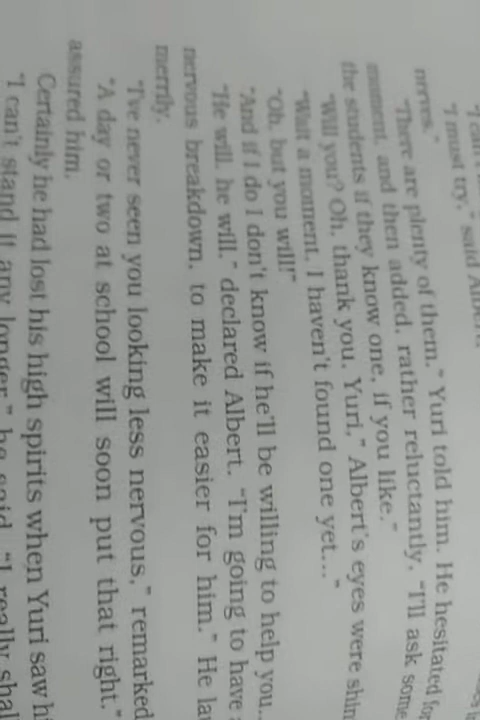 "I must try," said
nerves."
"There are plenty of them." Yuri told him. He hesitated
moment, and then added, rather reluctantly, "I'll ask some
the students if they know one, if you like."
"Will you? Oh, thank you, Yuri," Albert's eyes were
"Wait a moment, I haven't found one yet..."
"Oh, but you will!"
"And if I do I don't know if he'll be willing to help you...
"He will, he will," declared Albert. "I'm going to have
nervous breakdown, to make it easier for him." He
merrily.
"I've never seen you looking less nervous," remarked
"A day or two at school will soon put that right."
assured him.
Certainly he had lost his high spirits when Yuri saw
"I can't stand it any longer," he said. "I really